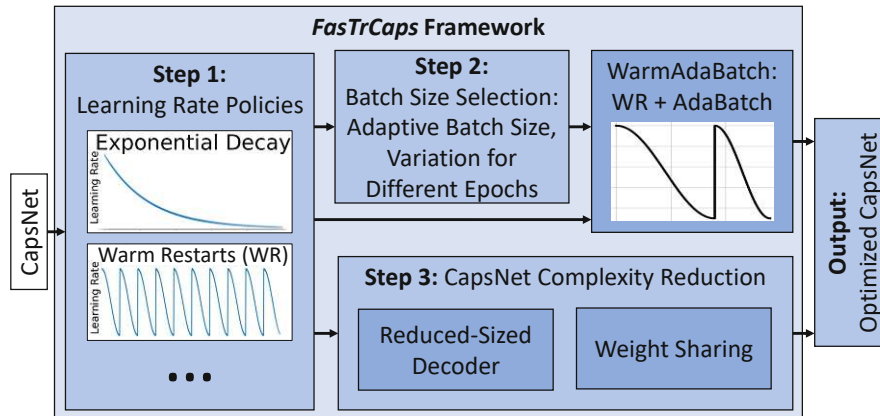 FasTrCaps Framework
CapsNet
Step 1:
Learning Rate Policies
Exponential Decay
Learning Rate
Warm Restarts (WR)
Learning Rate
...
Step 2:
Batch Size Selection:
Adaptive Batch Size,
Variation for
Different Epochs
WarmAdaBatch:
WR + AdaBatch
Step 3: CapsNet Complexity Reduction
Reduced-Sized
Decoder
Weight Sharing
Output:
Optimized CapsNet